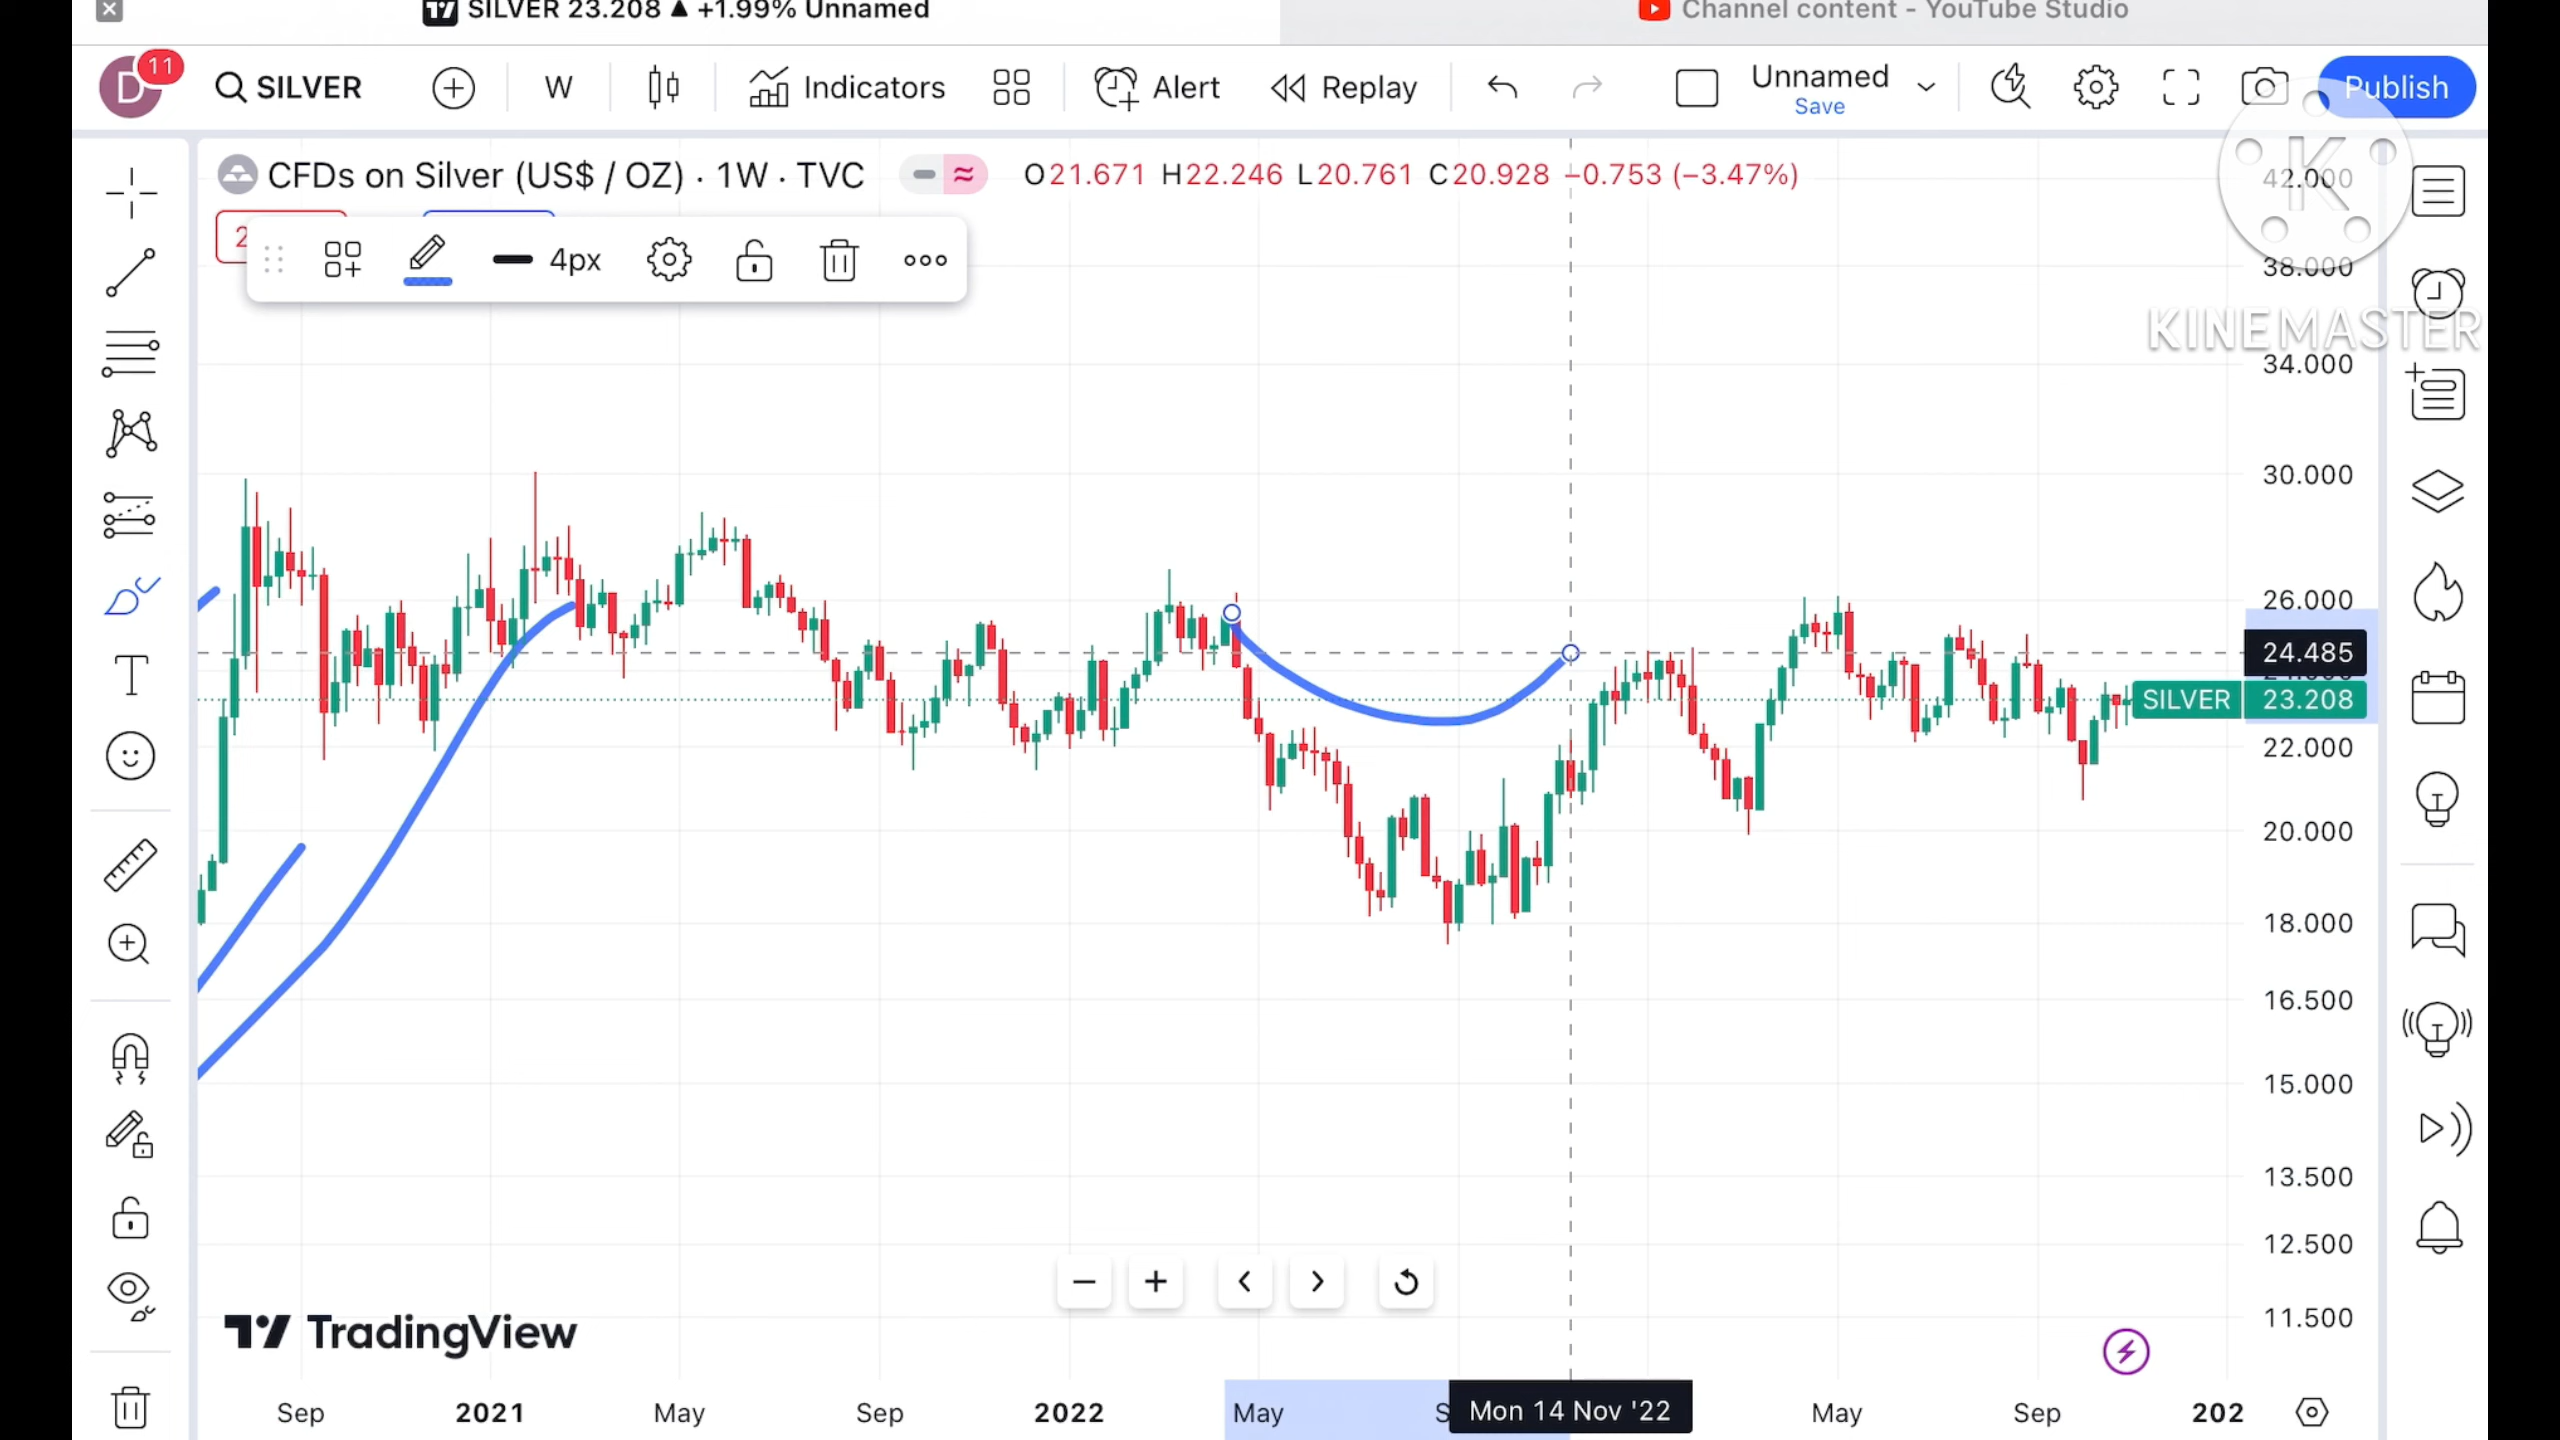 SILVER 23.208 ▲ +1.99% Unnamed
Channel content - YouTube Studio
D 11 SILVER W Indicators Alert Replay Unnamed Publish
Save
CFDs on Silver (US$ / OZ) · 1W · TVC O21.671 H22.246 L20.761 C20.928 −0.753 (−3.47%)
4px
K
KINEMASTER
42.000
38.000
34.000
30.000
26.000
24.485
SILVER 23.208
22.000
20.000
18.000
16.500
15.000
13.500
12.500
11.500
TradingView
Sep 2021 May Sep 2022 May Mon 14 Nov '22 May Sep 202